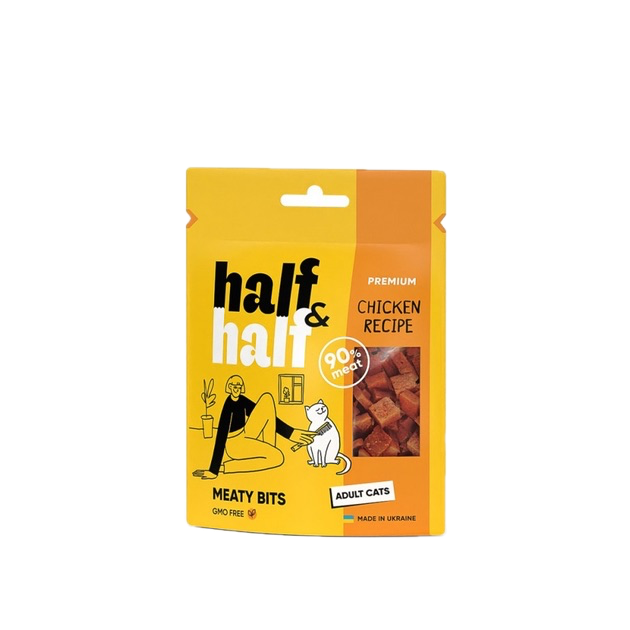 half
&
half
PREMIUM
CHICKEN
RECIPE
90%
meat
MEATY BITS
GMO FREE
ADULT CATS
MADE IN UKRAINE